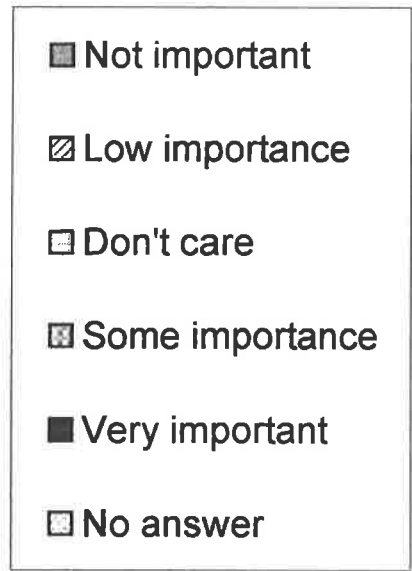 Not important
Low importance
Don't care
Some importance
Very important
No answer